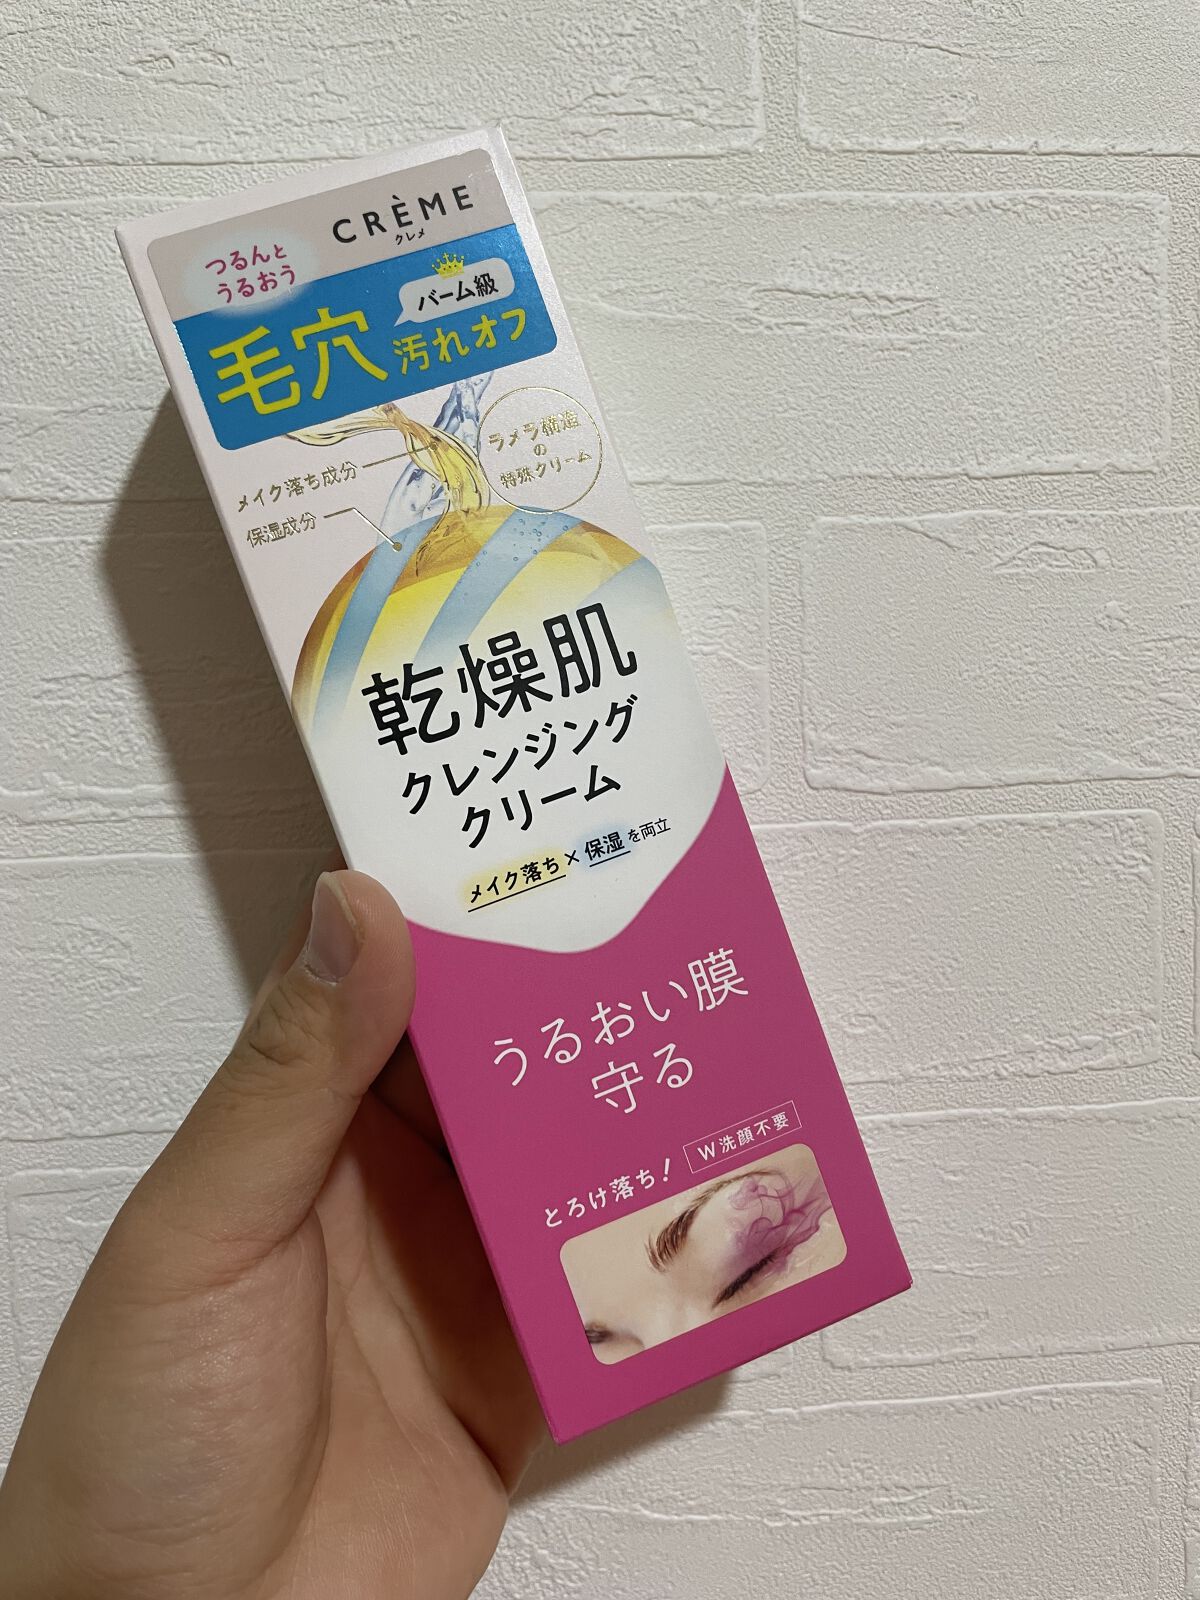 CRÈME
クレメ
つるんと
うるおう
バーム級
毛穴汚れオフ
ラメラ構造
の
特殊クリーム
メイク落ち成分
保湿成分
乾燥肌
クレンジング
クリーム
メイク落ち×保湿を両立
うるおい膜
守る
W洗顔不要
とろけ落ち!